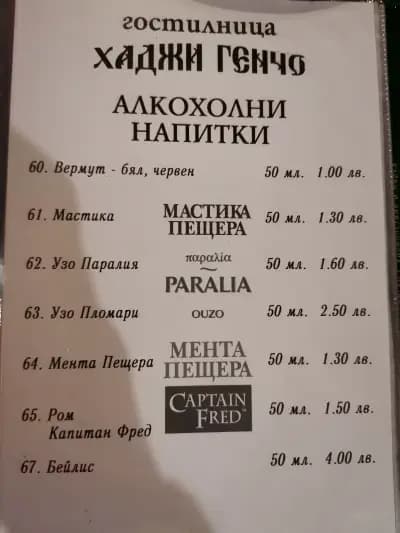 гостилница
ХАДЖИ ГЕНЧО
АЛКОХОЛНИ
НАПИТКИ
60. Вермут - бял, червен 50 мл. 1.00 лв.
61. Мастика МАСТИКА ПЕЩЕРА 50 мл. 1.30 лв.
62. Узо Паралия παραλία PARALIA 50 мл. 1.60 лв.
63. Узо Пломари OUZO 50 мл. 2.50 лв.
64. Мента Пещера МЕНТА ПЕЩЕРА 50 мл. 1.30 лв.
65. Ром CAPTAIN FRED™ 50 мл. 1.50 лв.
Капитан Фред
67. Бейлис 50 мл. 4.00 лв.